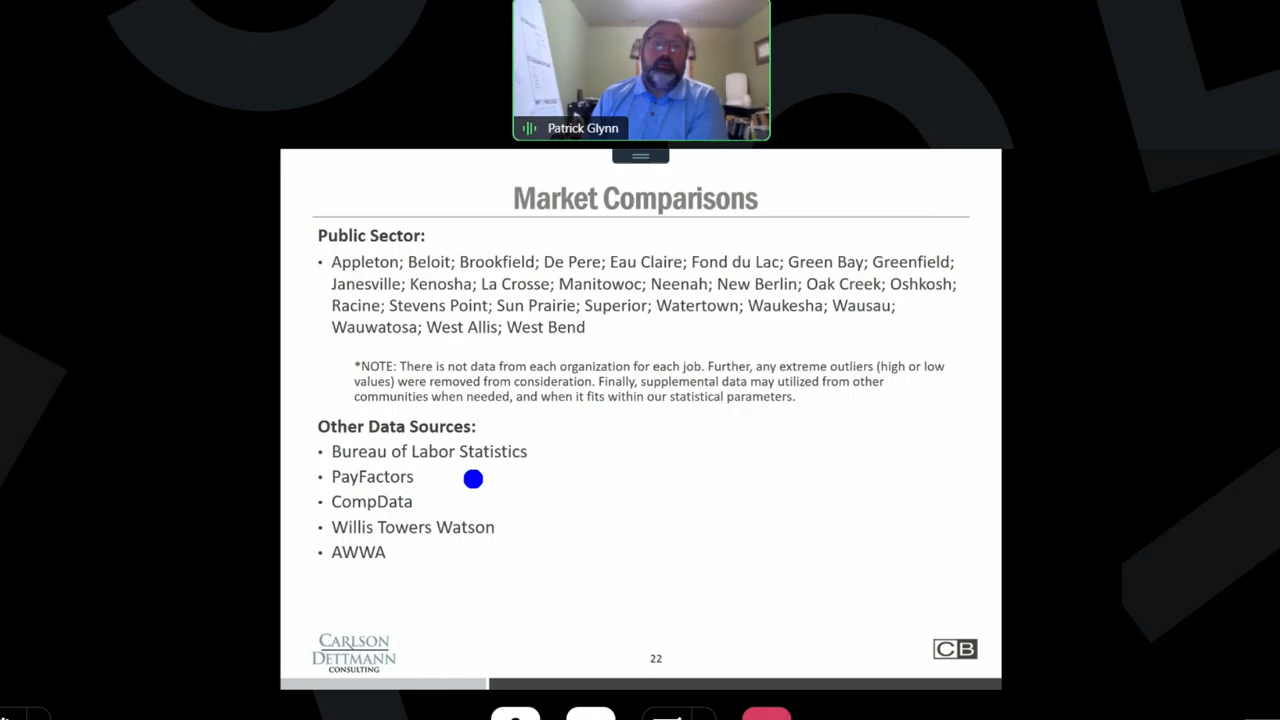 Patrick Glynn
Market Comparisons
Public Sector:
• Appleton; Beloit; Brookfield; De Pere; Eau Claire; Fond du Lac; Green Bay; Greenfield;
Janesville; Kenosha; La Crosse; Manitowoc; Neenah; New Berlin; Oak Creek; Oshkosh;
Racine; Stevens Point; Sun Prairie; Superior; Watertown; Waukesha; Wausau;
Wauwatosa; West Allis; West Bend
*NOTE: There is not data from each organization for each job. Further, any extreme outliers (high or low
values) were removed from consideration. Finally, supplemental data may utilized from other
communities when needed, and when it fits within our statistical parameters.
Other Data Sources:
• Bureau of Labor Statistics
• PayFactors
• CompData
• Willis Towers Watson
• AWWA
CARLSON
DETTMANN
CONSULTING
22
CB